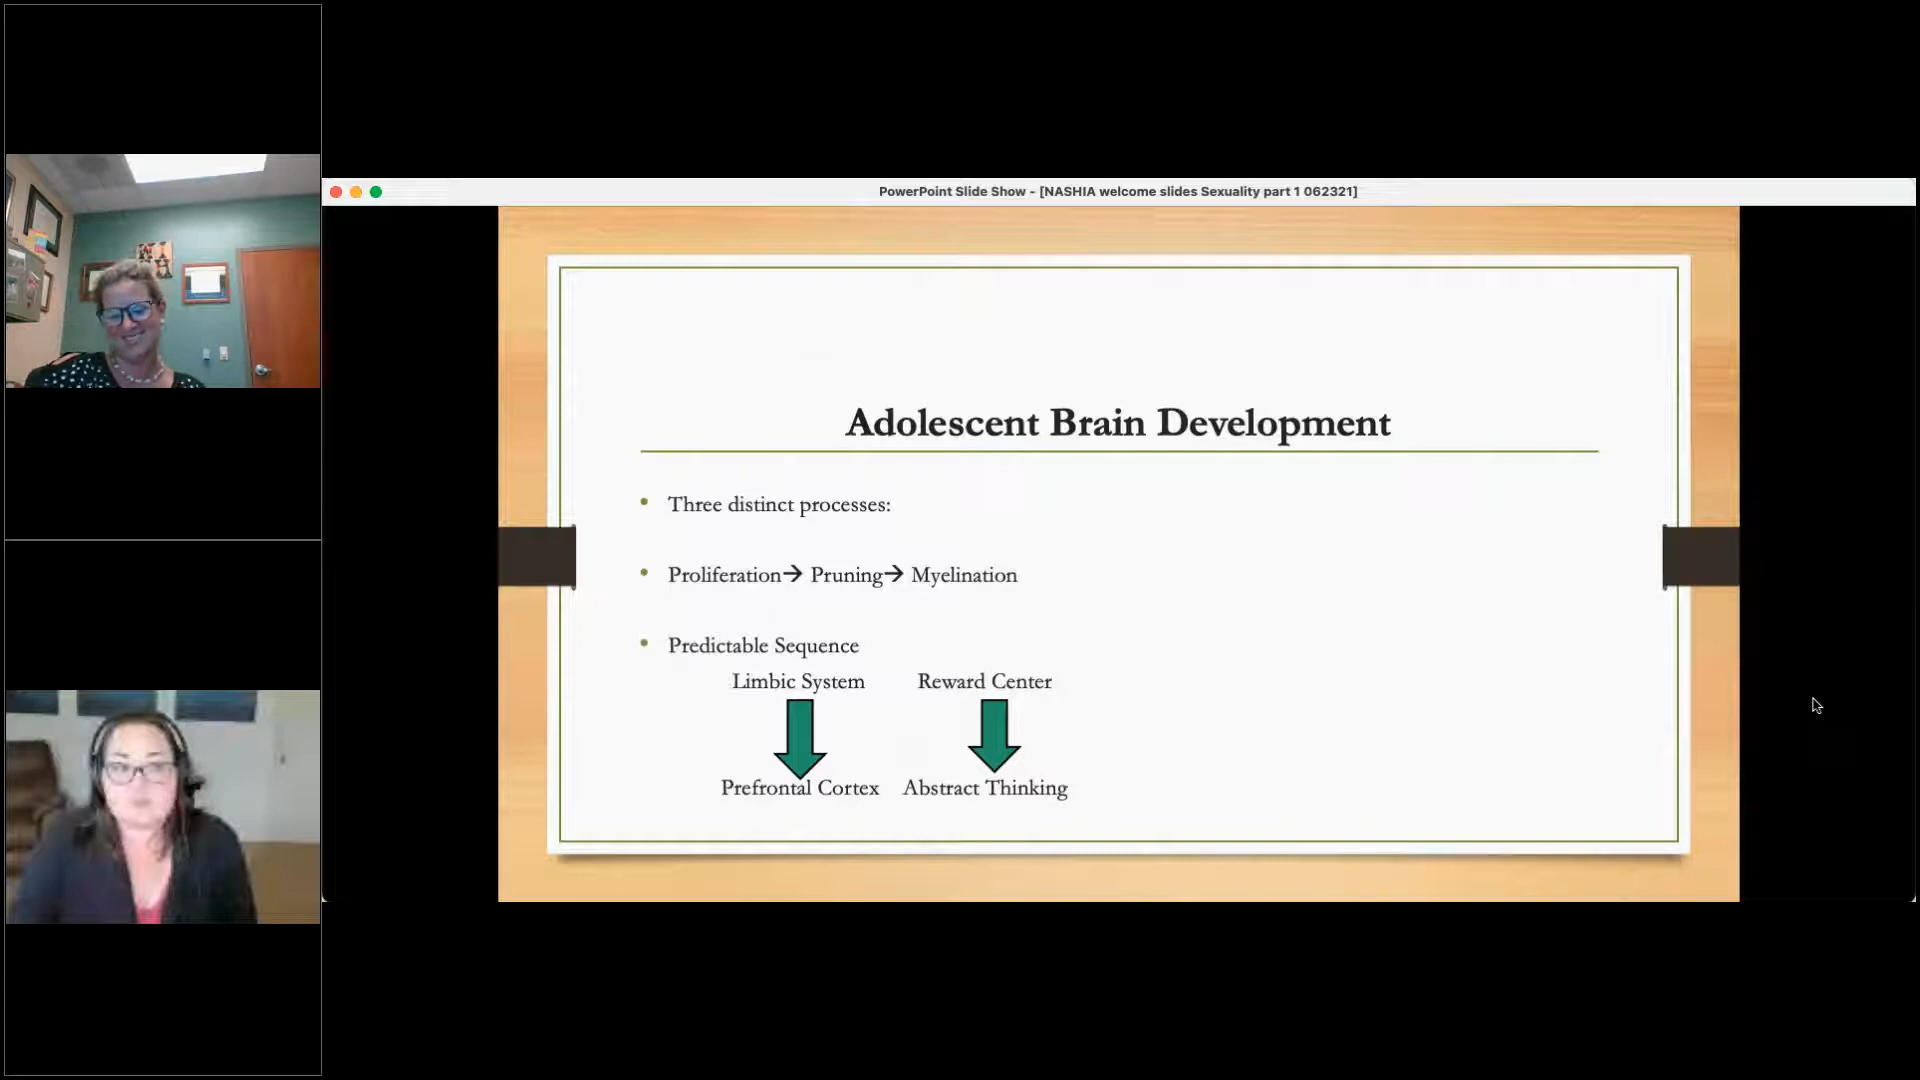 PowerPoint Slide Show - [NASHIA welcome slides Sexuality part 1 062321]
Adolescent Brain Development
• Three distinct processes:
• Proliferation→ Pruning→ Myelination
• Predictable Sequence
Limbic System Reward Center
Prefrontal Cortex Abstract Thinking